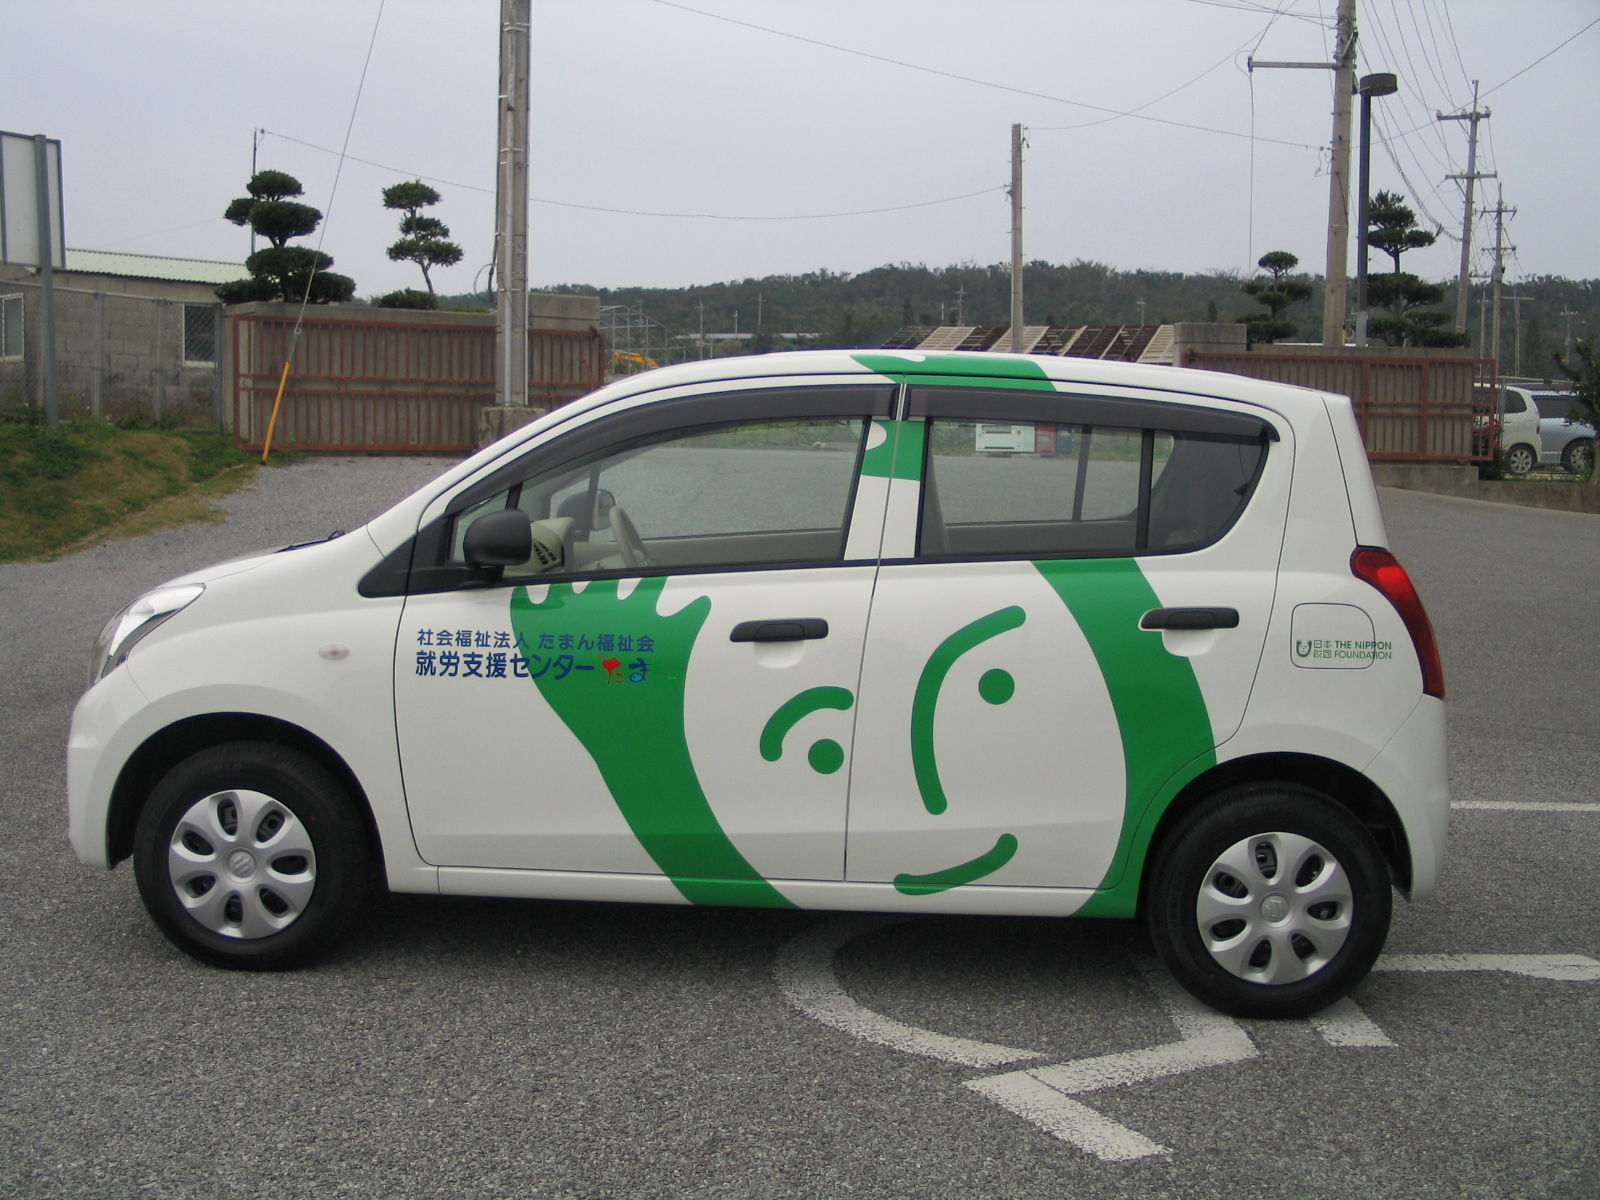 社会福祉法人 たまん福祉会
就労支援センターたま
日本 THE NIPPON
財団 FOUNDATION